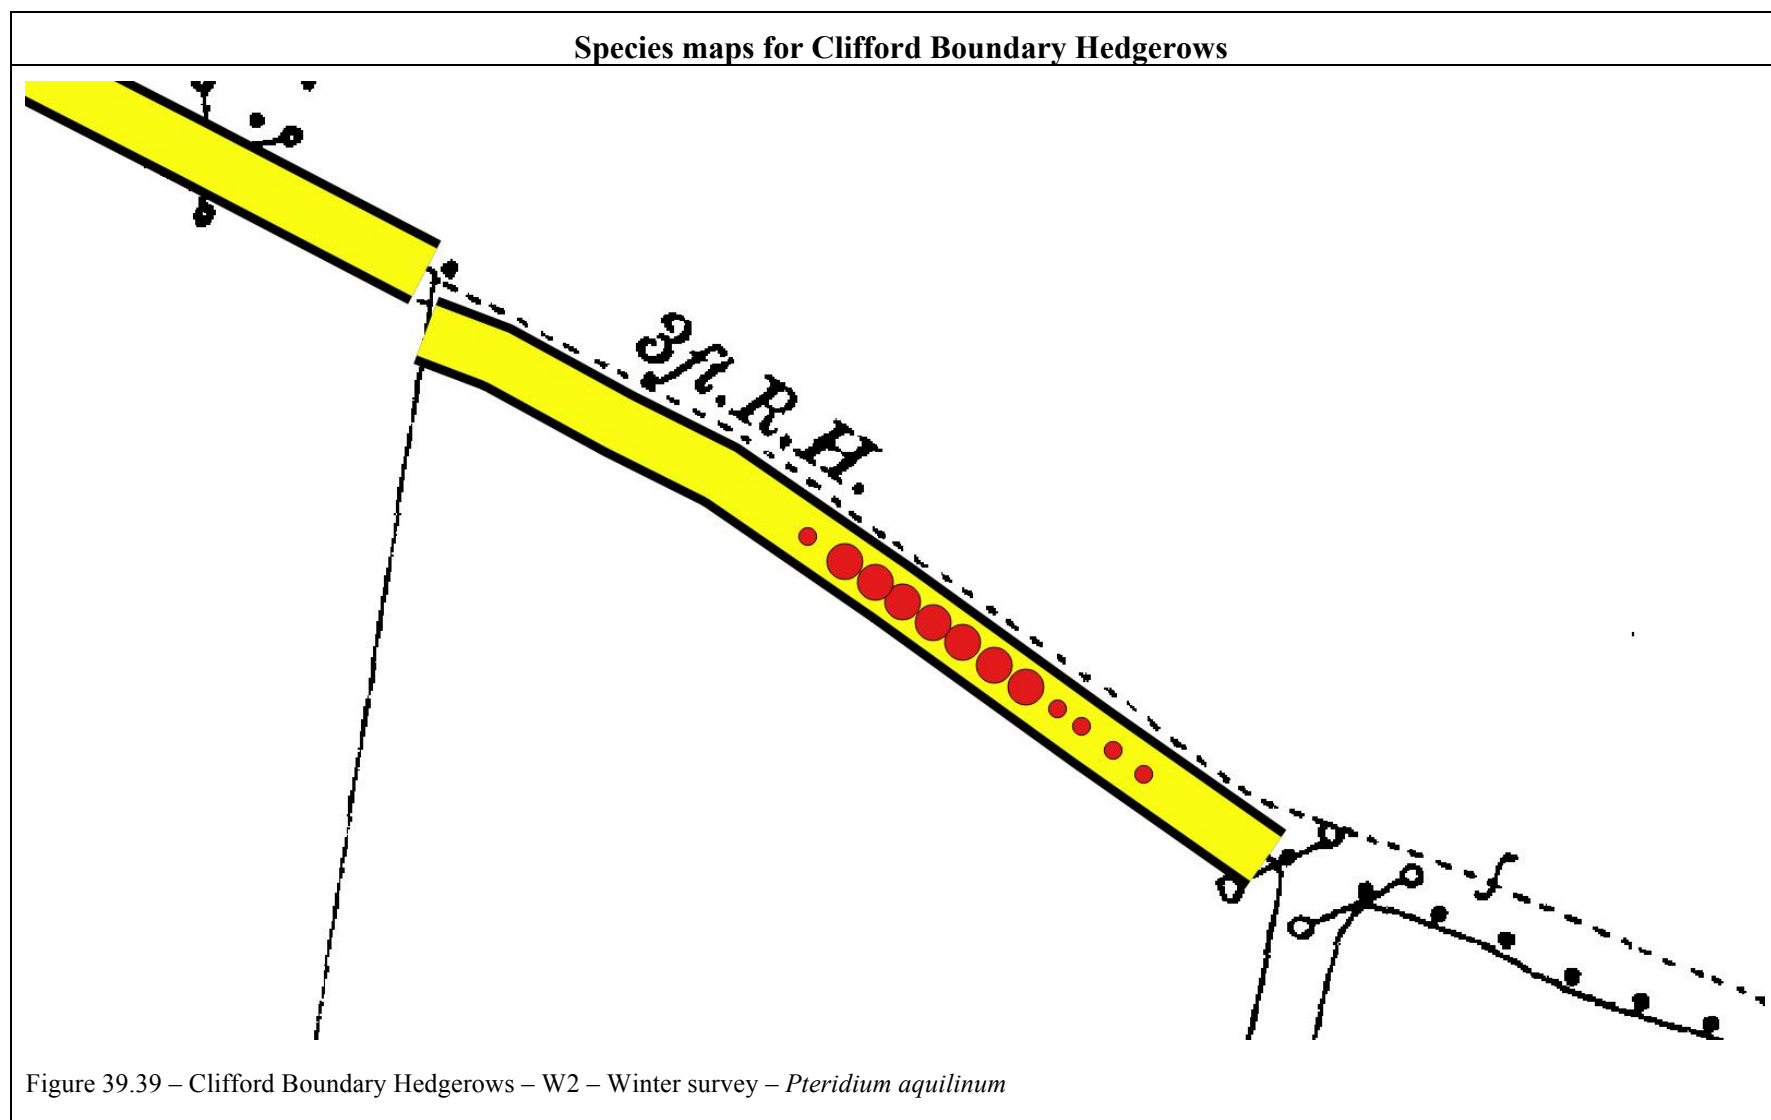 Species maps for Clifford Boundary Hedgerows
3ft.R.H.
f
Figure 39.39 – Clifford Boundary Hedgerows – W2 – Winter survey – Pteridium aquilinum